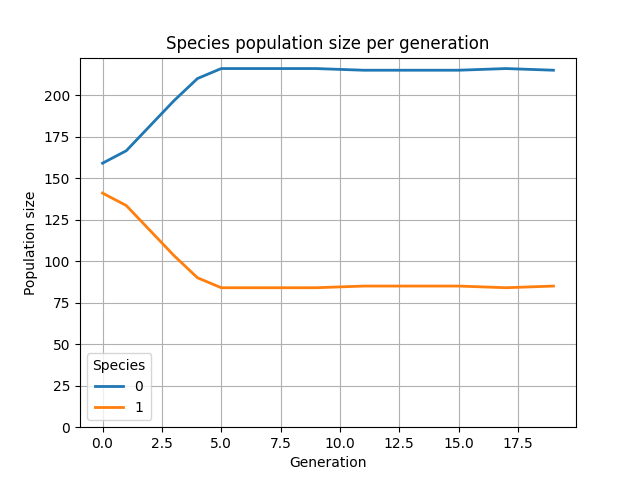 Species population size per generation
200
175
150
125
100
75
50
25
0
Population size
Species
0
1
0.0 2.5 5.0 7.5 10.0 12.5 15.0 17.5
Generation